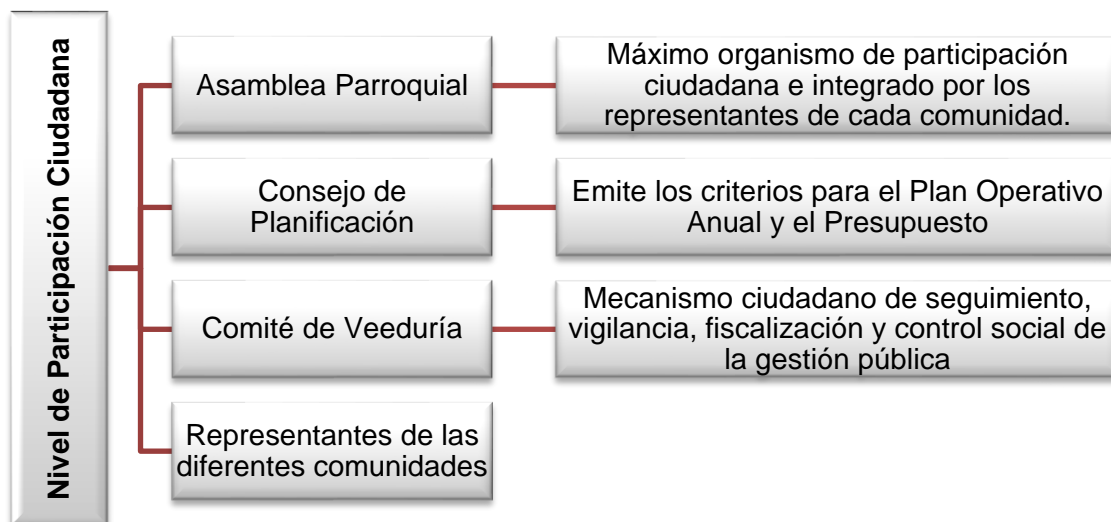 Nivel de Participación Ciudadana
Asamblea Parroquial
Máximo organismo de participación
ciudadana e integrado por los
representantes de cada comunidad.
Consejo de
Planificación
Emite los criterios para el Plan Operativo
Anual y el Presupuesto
Comité de Veeduría
Mecanismo ciudadano de seguimiento,
vigilancia, fiscalización y control social de
la gestión pública
Representantes de las
diferentes comunidades